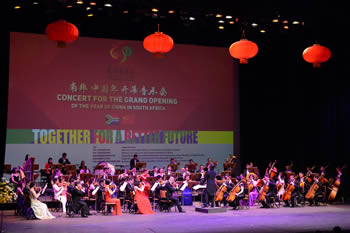 南非中国年开幕音乐会
CONCERT FOR THE GRAND OPENING
OF THE YEAR OF CHINA IN SOUTH AFRICA
TOGETHER FOR A BETTER FUTURE